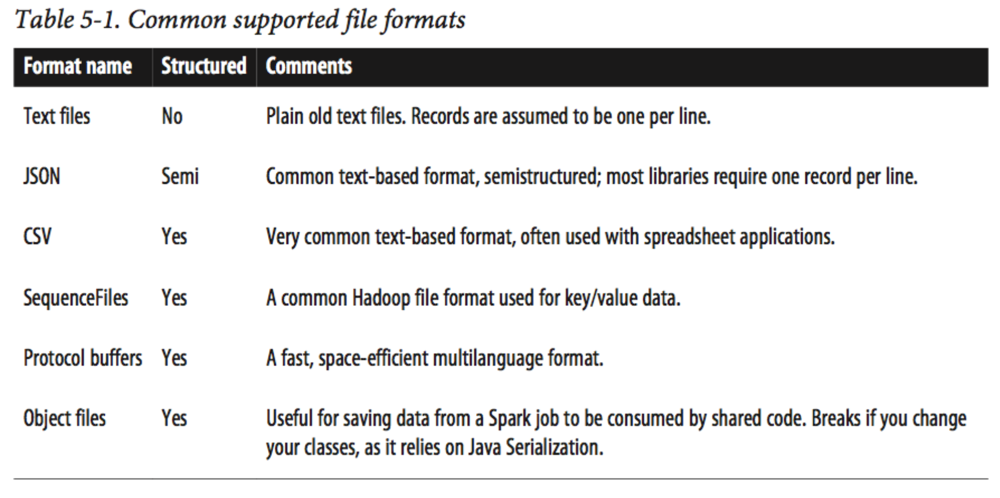 Table 5-1. Common supported file formats
Format name Structured Comments
Text files No Plain old text files. Records are assumed to be one per line.
JSON Semi Common text-based format, semistructured; most libraries require one record per line.
CSV Yes Very common text-based format, often used with spreadsheet applications.
SequenceFiles Yes A common Hadoop file format used for key/value data.
Protocol buffers Yes A fast, space-efficient multilanguage format.
Object files Yes Useful for saving data from a Spark job to be consumed by shared code. Breaks if you change
your classes, as it relies on Java Serialization.